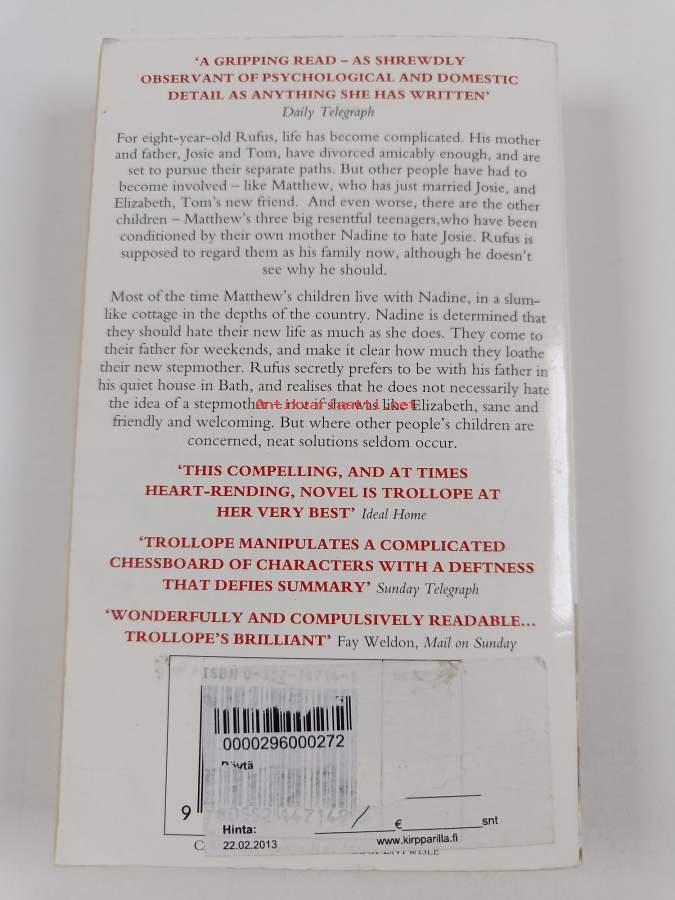 ‘A GRIPPING READ – AS SHREWDLY
OBSERVANT OF PSYCHOLOGICAL AND DOMESTIC
DETAIL AS ANYTHING SHE HAS WRITTEN’
Daily Telegraph
For eight-year-old Rufus, life has become complicated. His mother
and father, Josie and Tom, have divorced amicably enough, and are
set to pursue their separate paths. But other people have had to
become involved – like Matthew, who has just married Josie, and
Elizabeth, Tom’s new friend. And even worse, there are the other
children – Matthew’s three big resentful teenagers,who have been
conditioned by their own mother Nadine to hate Josie. Rufus is
supposed to regard them as his family now, although he doesn’t
see why he should.
Most of the time Matthew’s children live with Nadine, in a slum-
like cottage in the depths of the country. Nadine is determined that
they should hate their new life as much as she does. They come to
their father for weekends, and make it clear how much they loathe
their new stepmother. Rufus secretly prefers to be with his father in
his quiet house in Bath, and realises that he does not necessarily hate
the idea of a stepmother if she was like Elizabeth, sane and
friendly and welcoming. But where other people’s children are
concerned, neat solutions seldom occur.
‘THIS COMPELLING, AND AT TIMES
HEART-RENDING, NOVEL IS TROLLOPE AT
HER VERY BEST’ Ideal Home
‘TROLLOPE MANIPULATES A COMPLICATED
CHESSBOARD OF CHARACTERS WITH A DEFTNESS
THAT DEFIES SUMMARY’ Sunday Telegraph
‘WONDERFULLY AND COMPULSIVELY READABLE...
TROLLOPE’S BRILLIANT’ Fay Weldon, Mail on Sunday
ISBN 0-552-14714-1
0000296000272
9
Hinta: € snt
22.02.2013 www.kirpparilla.fi